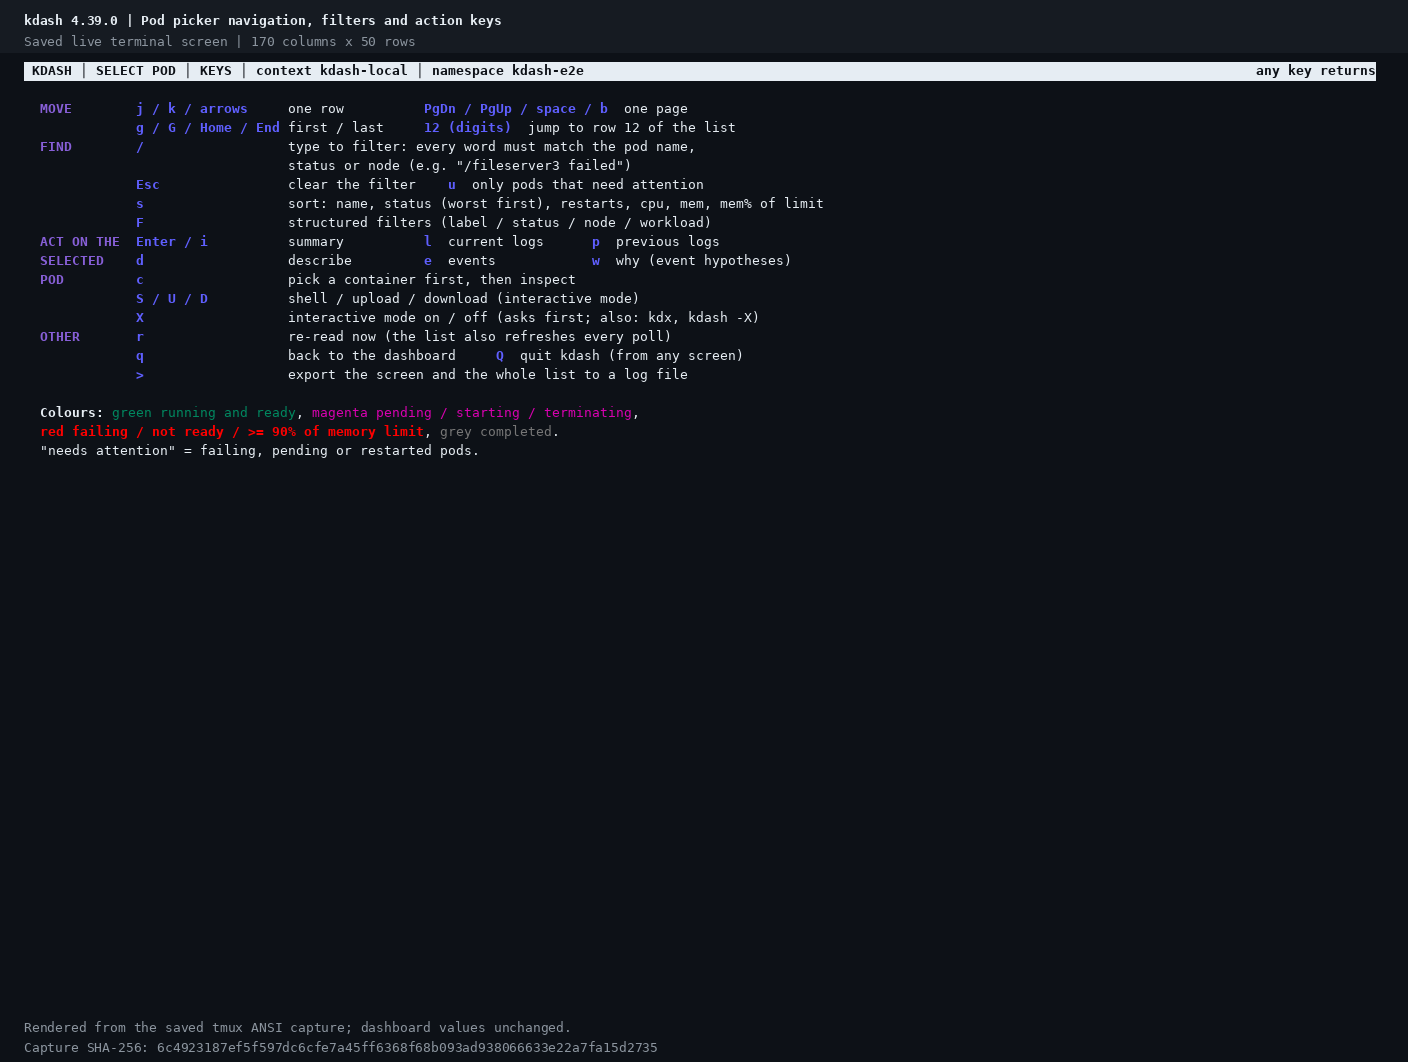 kdash 4.39.0 | Pod picker navigation, filters and action keys
Saved live terminal screen | 170 columns x 50 rows
KDASH │ SELECT POD │ KEYS │ context kdash-local │ namespace kdash-e2e any key returns
MOVE j / k / arrows one row PgDn / PgUp / space / b one page
g / G / Home / End first / last 12 (digits) jump to row 12 of the list
FIND / type to filter: every word must match the pod name,
status or node (e.g. "/fileserver3 failed")
Esc clear the filter u only pods that need attention
s sort: name, status (worst first), restarts, cpu, mem, mem% of limit
F structured filters (label / status / node / workload)
ACT ON THE Enter / i summary l current logs p previous logs
SELECTED d describe e events w why (event hypotheses)
POD c pick a container first, then inspect
S / U / D shell / upload / download (interactive mode)
X interactive mode on / off (asks first; also: kdx, kdash -X)
OTHER r re-read now (the list also refreshes every poll)
q back to the dashboard Q quit kdash (from any screen)
> export the screen and the whole list to a log file
Colours: green running and ready, magenta pending / starting / terminating,
red failing / not ready / >= 90% of memory limit, grey completed.
"needs attention" = failing, pending or restarted pods.
Rendered from the saved tmux ANSI capture; dashboard values unchanged.
Capture SHA-256: 6c4923187ef5f597dc6cfe7a45ff6368f68b093ad938066633e22a7fa15d2735